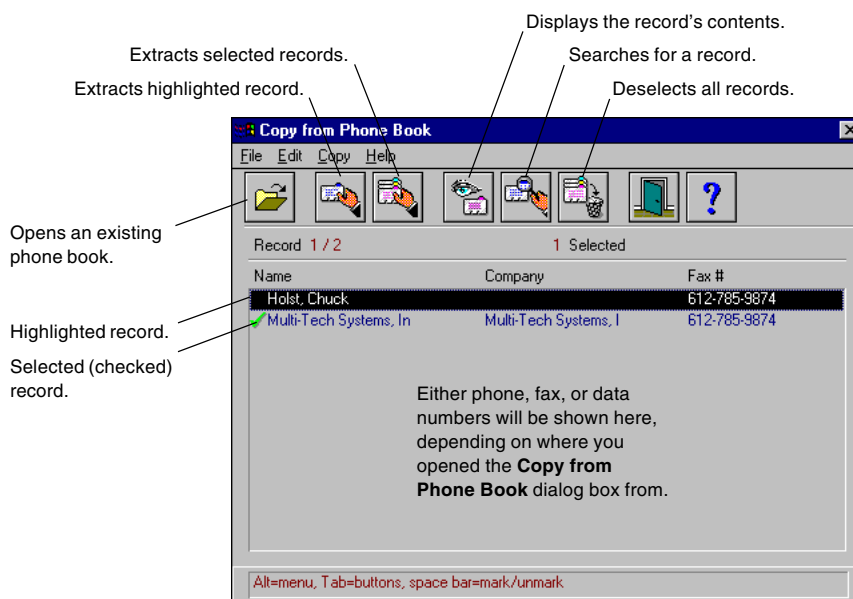 Displays the record's contents.
Extracts selected records.
Searches for a record.
Extracts highlighted record.
Deselects all records.
Copy from Phone Book
File Edit Copy Help
Opens an existing
phone book.
Record 1 / 2 1 Selected
Name Company Fax #
Holst, Chuck 612-785-9874
Multi-Tech Systems, In Multi-Tech Systems, I 612-785-9874
Highlighted record.
Selected (checked)
record.
Either phone, fax, or data
numbers will be shown here,
depending on where you
opened the Copy from
Phone Book dialog box from.
Alt=menu, Tab=buttons, space bar=mark/unmark